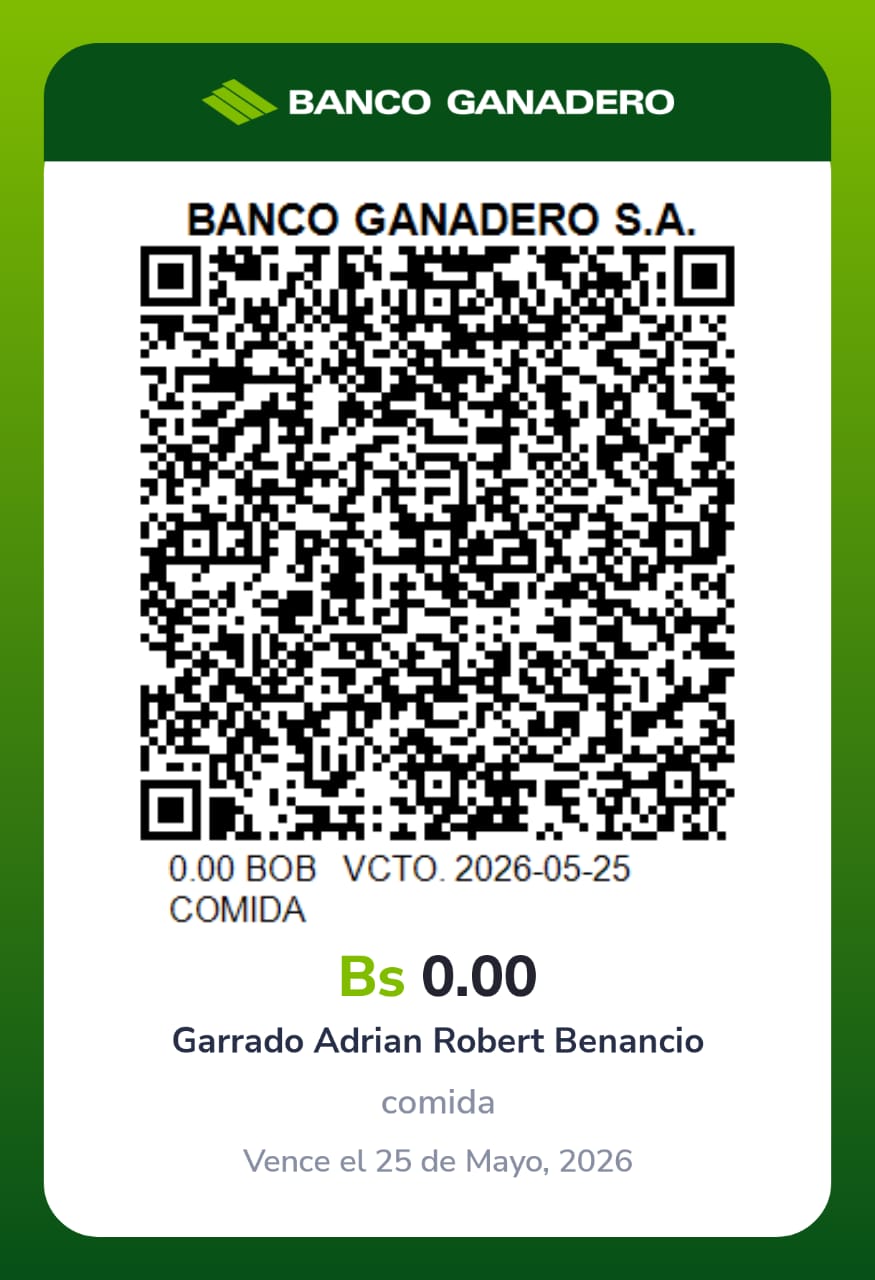 BANCO GANADERO
BANCO GANADERO S.A.
0.00 BOB VCTO. 2026-05-25
COMIDA
Bs 0.00
Garrado Adrian Robert Benancio
comida
Vence el 25 de Mayo, 2026